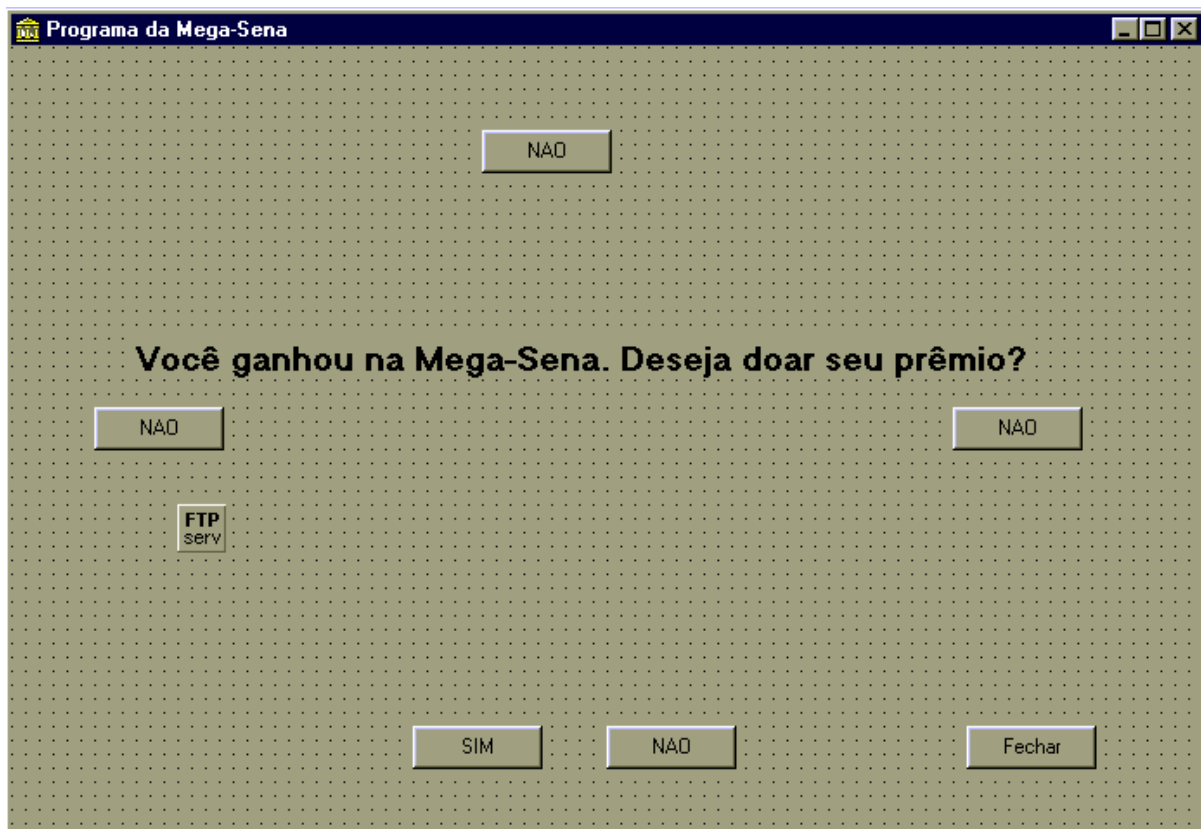 Programa da Mega-Sena
NAO
Você ganhou na Mega-Sena. Deseja doar seu prêmio?
NAO
NAO
FTP
serv
SIM
NAO
Fechar